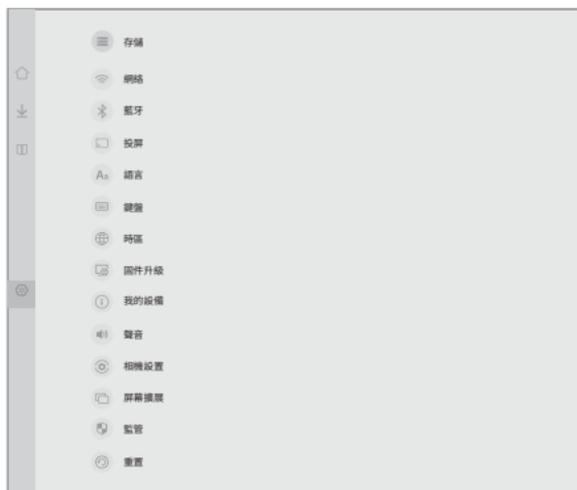 存儲
網絡
藍牙
投屏
語言
鍵盤
時區
固件升級
我的設備
聲音
相機設置
屏幕擴展
監管
重置